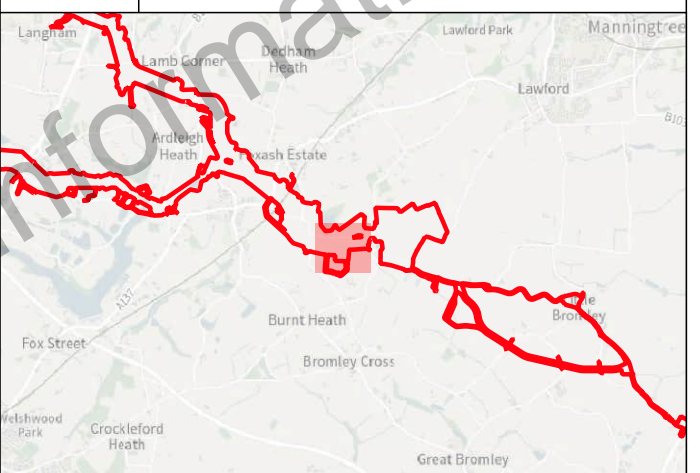 Langham
Lawford Park
Manningtree
Lamb Corner
Dedham
Heath
Lawford
Ardleigh
Heath
Foxash Estate
A137
Burnt Heath
Fox Street
Bromley Cross
Bromley
Welshwood
Park
Crockleford
Heath
Great Bromley